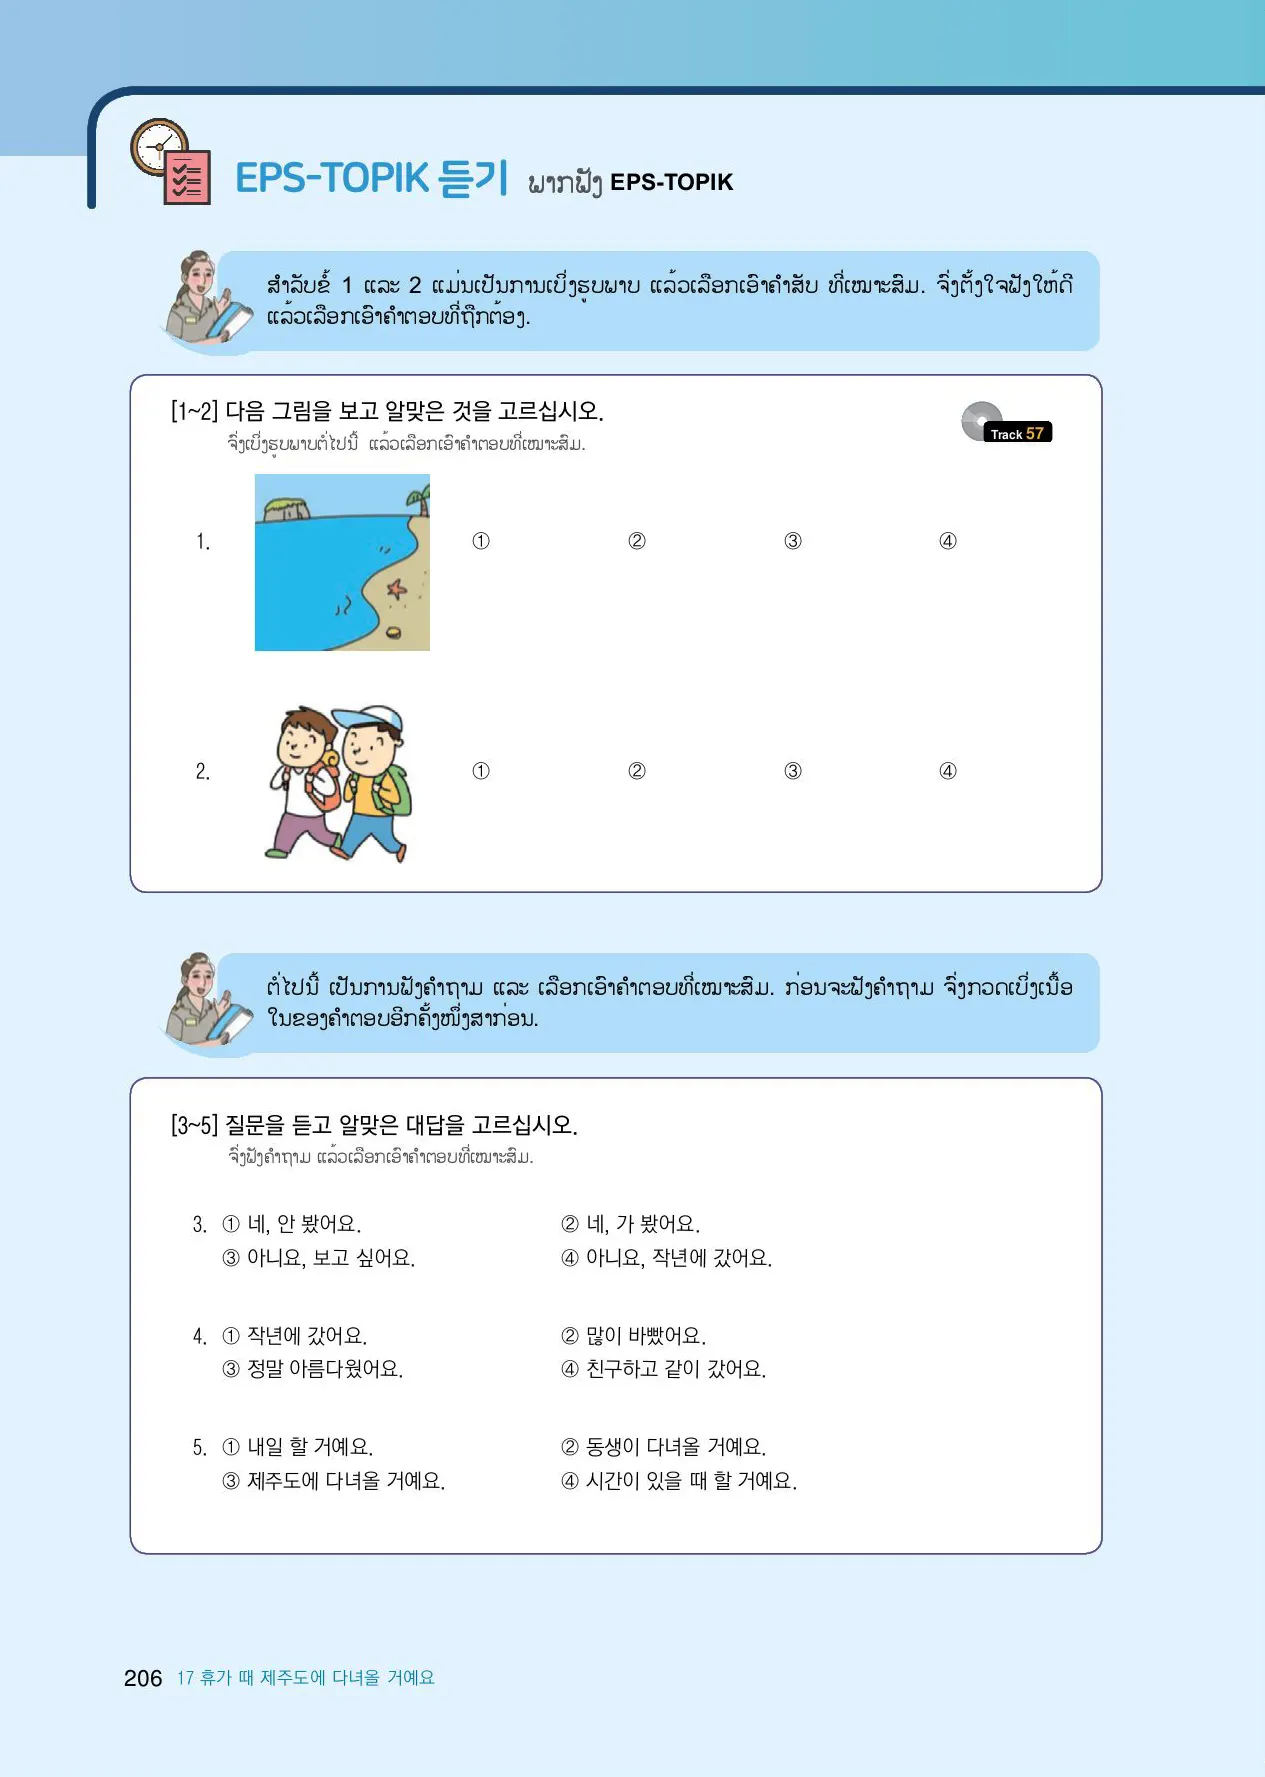 EPS-TOPIK 듣기 ພາກຟັງ EPS-TOPIK
ສຳລັບຂໍ້ 1 ແລະ 2 ແມ່ນເປັນການເບິ່ງຮູບພາບ ແລ້ວເລືອກເອົາຄຳສັບ ທີ່ເໝາະສົມ. ຈົ່ງຕັ້ງໃຈຟັງໃຫ້ດີ
ແລ້ວເລືອກເອົາຄຳຕອບທີ່ຖືກຕ້ອງ.
[1~2] 다음 그림을 보고 알맞은 것을 고르십시오.
Track 57
ຈົ່ງເບິ່ງຮູບພາບຕໍ່ໄປນີ້ ແລ້ວເລືອກເອົາຄຳຕອບທີ່ເໝາະສົມ.
1. ① ② ③ ④
2. ① ② ③ ④
ຕໍ່ໄປນີ້ ເປັນການຟັງຄຳຖາມ ແລະ ເລືອກເອົາຄຳຕອບທີ່ເໝາະສົມ. ກ່ອນຈະຟັງຄຳຖາມ ຈົ່ງກວດເບິ່ງເນື້ອ
ໃນຂອງຄຳຕອບອີກຄັ້ງໜຶ່ງສາກ່ອນ.
[3~5] 질문을 듣고 알맞은 대답을 고르십시오.
ຈົ່ງຟັງຄຳຖາມ ແລ້ວເລືອກເອົາຄຳຕອບທີ່ເໝາະສົມ.
3. ① 네, 안 봤어요. ② 네, 가 봤어요.
③ 아니요, 보고 싶어요. ④ 아니요, 작년에 갔어요.
4. ① 작년에 갔어요. ② 많이 바빴어요.
③ 정말 아름다웠어요. ④ 친구하고 같이 갔어요.
5. ① 내일 할 거예요. ② 동생이 다녀올 거예요.
③ 제주도에 다녀올 거예요. ④ 시간이 있을 때 할 거예요.
206 17 휴가 때 제주도에 다녀올 거예요